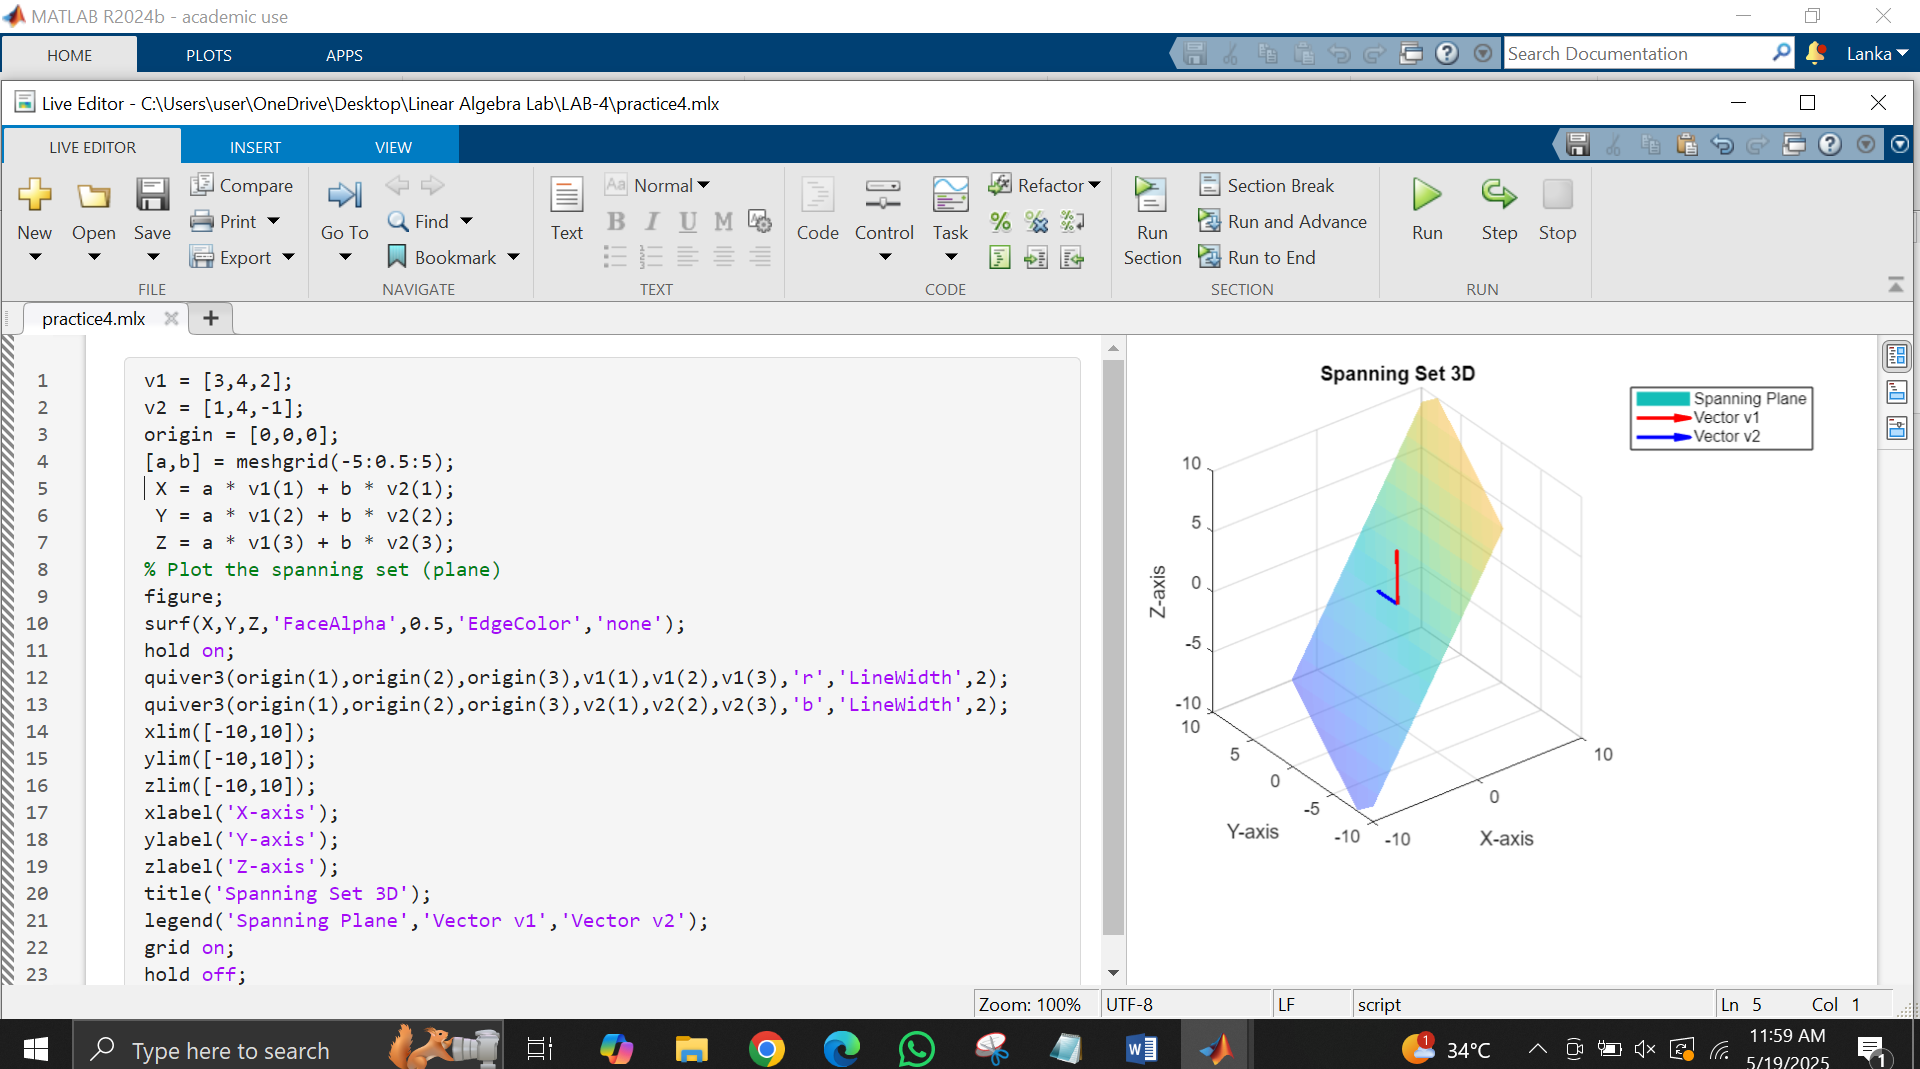 MATLAB R2024b - academic use
HOME PLOTS APPS Search Documentation Lanka
Live Editor - C:\Users\user\OneDrive\Desktop\Linear Algebra Lab\LAB-4\practice4.mlx
LIVE EDITOR INSERT VIEW
New Open Save Compare Print Export
FILE
Go To Find Bookmark
NAVIGATE
Text Aa Normal B I U M
TEXT
Code Control Task Refactor
CODE
Run Section Section Break Run and Advance Run to End
SECTION
Run Step Stop
RUN
practice4.mlx
1 v1 = [3,4,2];
2 v2 = [1,4,-1];
3 origin = [0,0,0];
4 [a,b] = meshgrid(-5:0.5:5);
5 X = a * v1(1) + b * v2(1);
6 Y = a * v1(2) + b * v2(2);
7 Z = a * v1(3) + b * v2(3);
8 % Plot the spanning set (plane)
9 figure;
10 surf(X,Y,Z,'FaceAlpha',0.5,'EdgeColor','none');
11 hold on;
12 quiver3(origin(1),origin(2),origin(3),v1(1),v1(2),v1(3),'r','LineWidth',2);
13 quiver3(origin(1),origin(2),origin(3),v2(1),v2(2),v2(3),'b','LineWidth',2);
14 xlim([-10,10]);
15 ylim([-10,10]);
16 zlim([-10,10]);
17 xlabel('X-axis');
18 ylabel('Y-axis');
19 zlabel('Z-axis');
20 title('Spanning Set 3D');
21 legend('Spanning Plane','Vector v1','Vector v2');
22 grid on;
23 hold off;
Spanning Set 3D
Spanning Plane
Vector v1
Vector v2
10
5
0
-5
-10
Z-axis
10
5
0
-5
-10
Y-axis
-10
0
10
X-axis
Zoom: 100% UTF-8 LF script Ln 5 Col 1
Type here to search
1 34°C 11:59 AM
5/19/2025
1